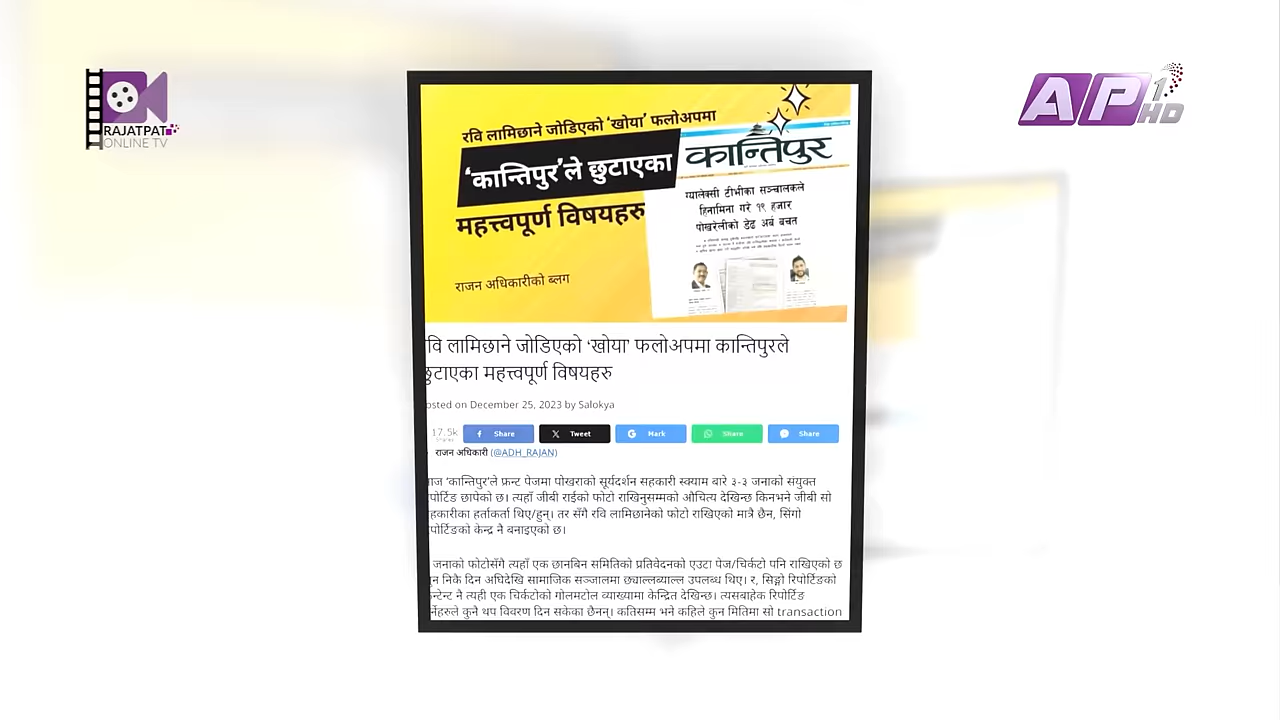 RAJATPAT
ONLINE TV
AP1
HD
रवि लामिछाने जोडिएको ‘खोया’ फलोअपमा
‘कान्तिपुर’ले छुटाएका
महत्त्वपूर्ण विषयहरु
राजन अधिकारीको ब्लग
कान्तिपुर
ग्यालेक्सी टीभीका सञ्चालकले
हिनामिना गरे १९ हजार
पोखरेलीको डेढ अर्ब बचत
वि लामिछाने जोडिएको ‘खोया’ फलोअपमा कान्तिपुरले
छुटाएका महत्त्वपूर्ण विषयहरु
osted on December 25, 2023 by Salokya
17.5k
Shares
Share
Tweet
Mark
Share
Share
राजन अधिकारी (@ADH_RAJAN)
ाज ‘कान्तिपुर’ले फ्रन्ट पेजमा पोखराको सूर्यदर्शन सहकारी स्क्याम बारे ३-३ जनाको संयुक्त
पोर्टिङ छापेको छ। त्यहाँ जीबी राईको फोटो राखिनुसम्मको औचित्य देखिन्छ किनभने जीबी सो
हकारीका हर्ताकर्ता थिए/हुन्। तर सँगै रवि लामिछानेको फोटो राखिएको मात्रै छैन, सिंगो
पोर्टिङको केन्द्र नै बनाइएको छ।
जनाको फोटोसँगै त्यहाँ एक छानबिन समितिको प्रतिवेदनको एउटा पेज/चिर्कटो पनि राखिएको छ
ुन निकै दिन अघिदेखि सामाजिक सञ्जालमा छ्याल्लब्याल्ल उपलब्ध थिए। र, सिङ्गो रिपोर्टिङको
न्टेन्ट नै त्यही एक चिर्कटोको गोलमटोल व्याख्यामा केन्द्रित देखिन्छ। त्यसबाहेक रिपोर्टिङ
र्नेहरुले कुनै थप विवरण दिन सकेका छैनन्। कतिसम्म भने कहिले कुन मितिमा सो transaction